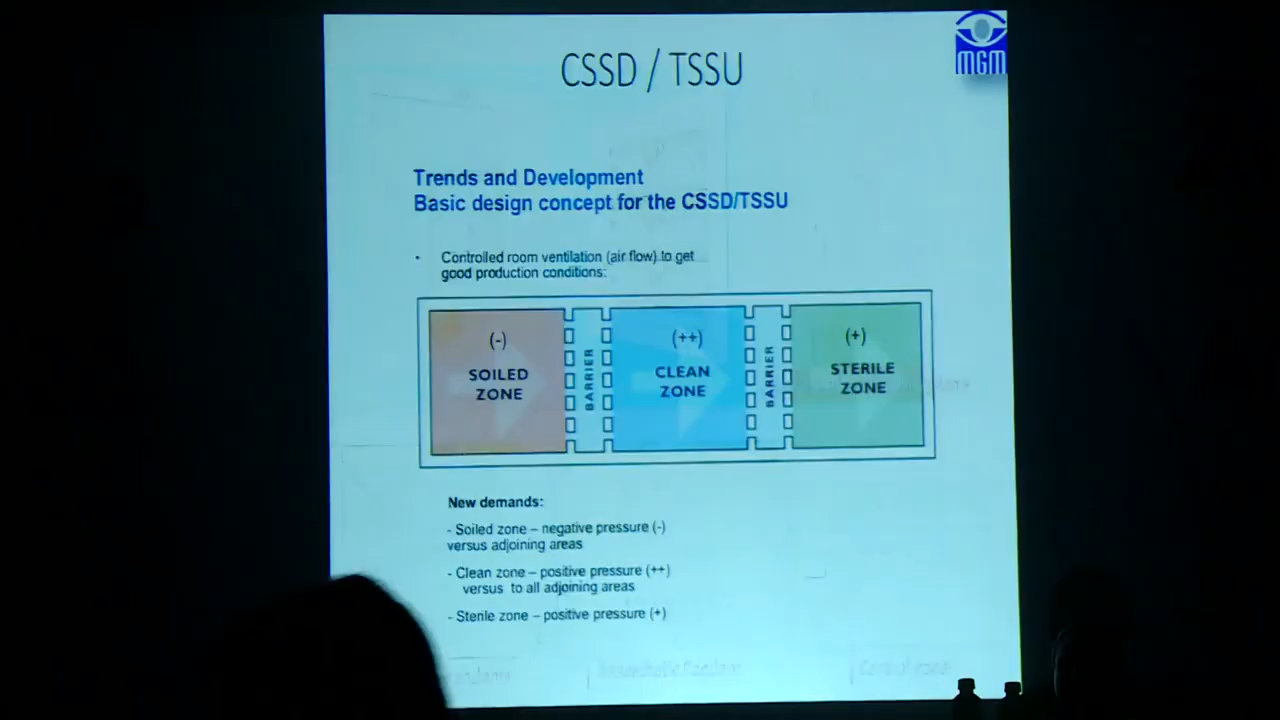 CSSD / TSSU
MGM
Trends and Development
Basic design concept for the CSSD/TSSU
• Controlled room ventilation (air flow) to get
good production conditions:
(-)
SOILED
ZONE
BARRIER
(++)
CLEAN
ZONE
BARRIER
(+)
STERILE
ZONE
New demands:
- Soiled zone – negative pressure (-)
versus adjoining areas
- Clean zone – positive pressure (++)
versus to all adjoining areas
- Sterile zone – positive pressure (+)